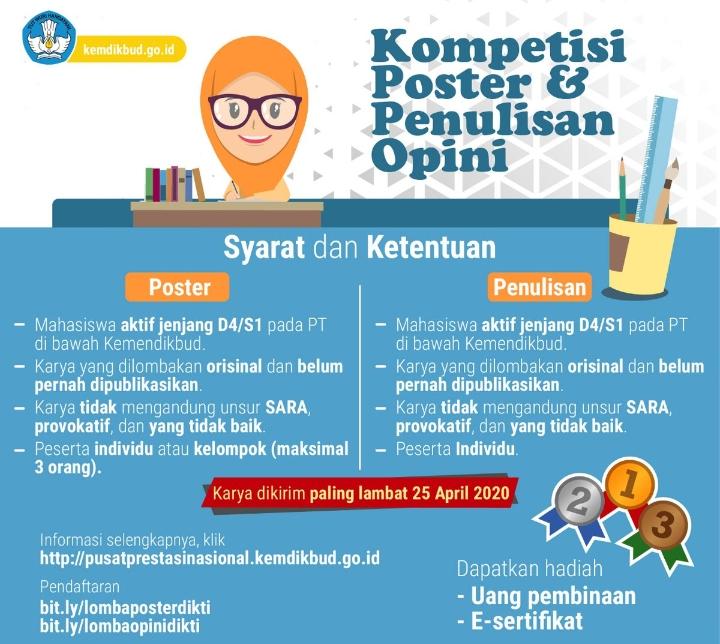 TUT WURI HANDAYANI
kemdikbud.go.id
Kompetisi
Poster &
Penulisan
Opini
Syarat dan Ketentuan
Poster
– Mahasiswa aktif jenjang D4/S1 pada PT
di bawah Kemendikbud.
– Karya yang dilombakan orisinal dan belum
pernah dipublikasikan.
– Karya tidak mengandung unsur SARA,
provokatif, dan yang tidak baik.
– Peserta individu atau kelompok (maksimal
3 orang).
Penulisan
– Mahasiswa aktif jenjang D4/S1 pada PT
di bawah Kemendikbud.
– Karya yang dilombakan orisinal dan belum
pernah dipublikasikan.
– Karya tidak mengandung unsur SARA,
provokatif, dan yang tidak baik.
– Peserta Individu.
Karya dikirim paling lambat 25 April 2020
2
1
3
Informasi selengkapnya, klik
http://pusatprestasinasional.kemdikbud.go.id
Pendaftaran
bit.ly/lombaposterdikti
bit.ly/lombaopinidikti
Dapatkan hadiah
- Uang pembinaan
- E-sertifikat